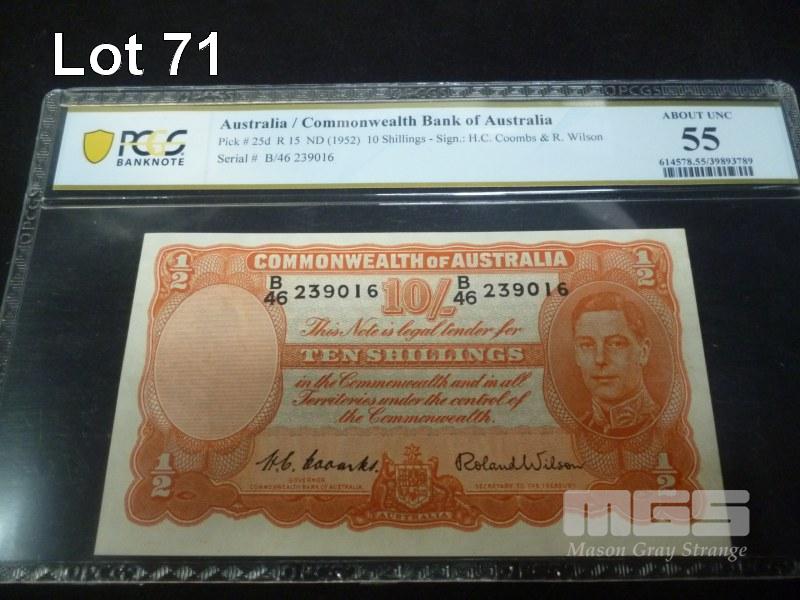 Lot 71
PCGS
BANKNOTE
Australia / Commonwealth Bank of Australia
Pick # 25d R 15 ND (1952) 10 Shillings - Sign.: H.C. Coombs & R. Wilson
Serial # B/46 239016
ABOUT UNC
55
614578.55/39893789
1/2
COMMONWEALTH OF AUSTRALIA
1/2
B/46 239016
10/-
B/46 239016
This Note is legal tender for
TEN SHILLINGS
in the Commonwealth and in all
Territories under the control of
the Commonwealth.
H.C. Coombs.
GOVERNOR
COMMONWEALTH BANK OF AUSTRALIA
Roland Wilson
SECRETARY TO THE TREASURY
1/2
AUSTRALIA
1/2
MGS
Mason Gray Strange